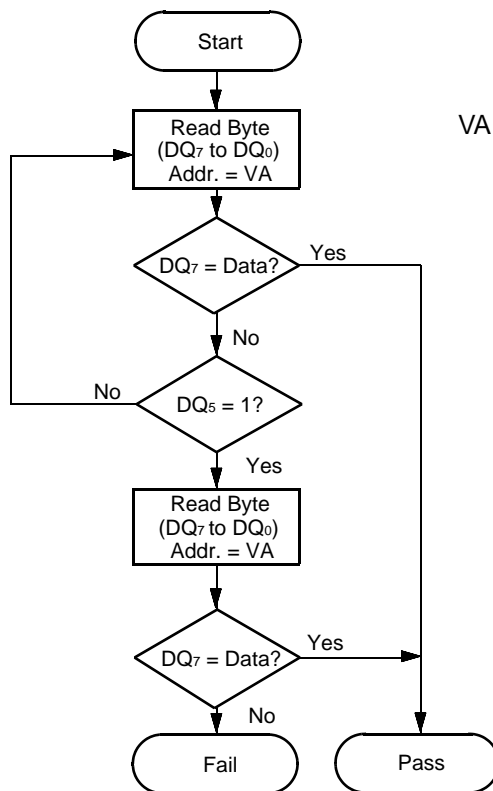 Start
Read Byte
(DQ7 to DQ0)
Addr. = VA
VA
DQ7 = Data?
Yes
No
No
DQ5 = 1?
Yes
Read Byte
(DQ7 to DQ0)
Addr. = VA
DQ7 = Data?
Yes
No
Fail
Pass